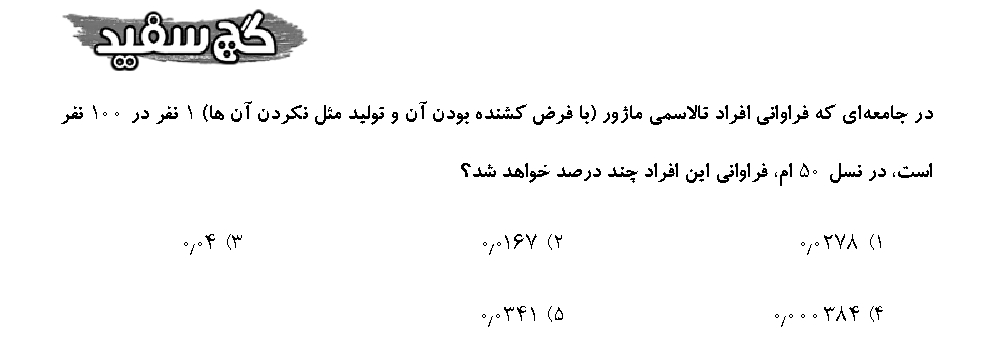 گچ سفید
در جامعه‌ای که فراوانی افراد تالاسمی ماژور (با فرض کشنده بودن آن و تولید مثل نکردن آن ها) ۱ نفر در ۱۰۰ نفر
است، در نسل ۵۰ ام، فراوانی این افراد چند درصد خواهد شد؟
۱) ۰٫۰۲۷۸ ۲) ۰٫۰۱۶۷ ۳) ۰٫۰۴
۴) ۰٫۰۰۰۳۸۴ ۵) ۰٫۰۳۴۱